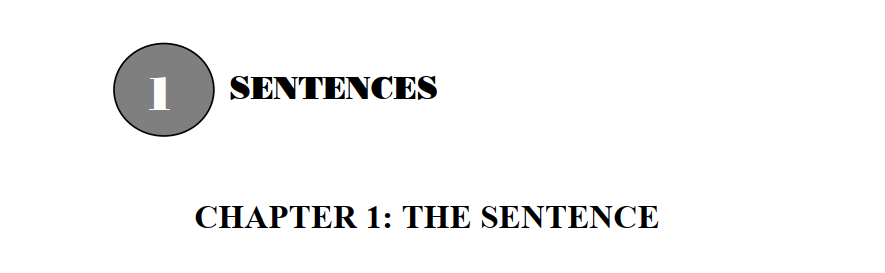 1 SENTENCES
CHAPTER 1: THE SENTENCE